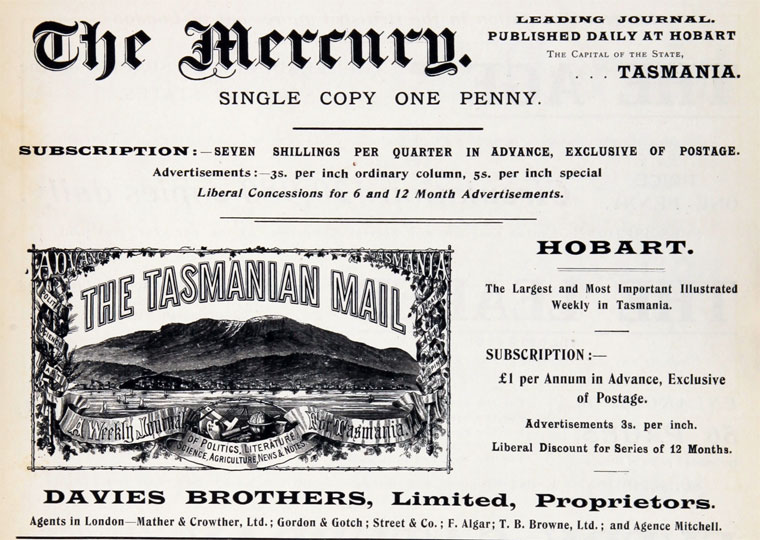 The Mercury.
LEADING JOURNAL.
PUBLISHED DAILY AT HOBART
THE CAPITAL OF THE STATE,
. . . TASMANIA.
SINGLE COPY ONE PENNY.
SUBSCRIPTION:—SEVEN SHILLINGS PER QUARTER IN ADVANCE, EXCLUSIVE OF POSTAGE.
Advertisements:—3s. per inch ordinary column, 5s. per inch special
Liberal Concessions for 6 and 12 Month Advertisements.
ADVANCE TASMANIA
THE TASMANIAN MAIL
A Weekly Journal For Tasmania
OF POLITICS, LITERATURE
SCIENCE, AGRICULTURE, NEWS & NOTES
HOBART.
The Largest and Most Important Illustrated
Weekly in Tasmania.
SUBSCRIPTION:—
£1 per Annum in Advance, Exclusive
of Postage.
Advertisements 3s. per inch.
Liberal Discount for Series of 12 Months.
DAVIES BROTHERS, Limited, Proprietors.
Agents in London—Mather & Crowther, Ltd.; Gordon & Gotch; Street & Co.; F. Algar; T. B. Browne, Ltd.; and Agence Mitchell.